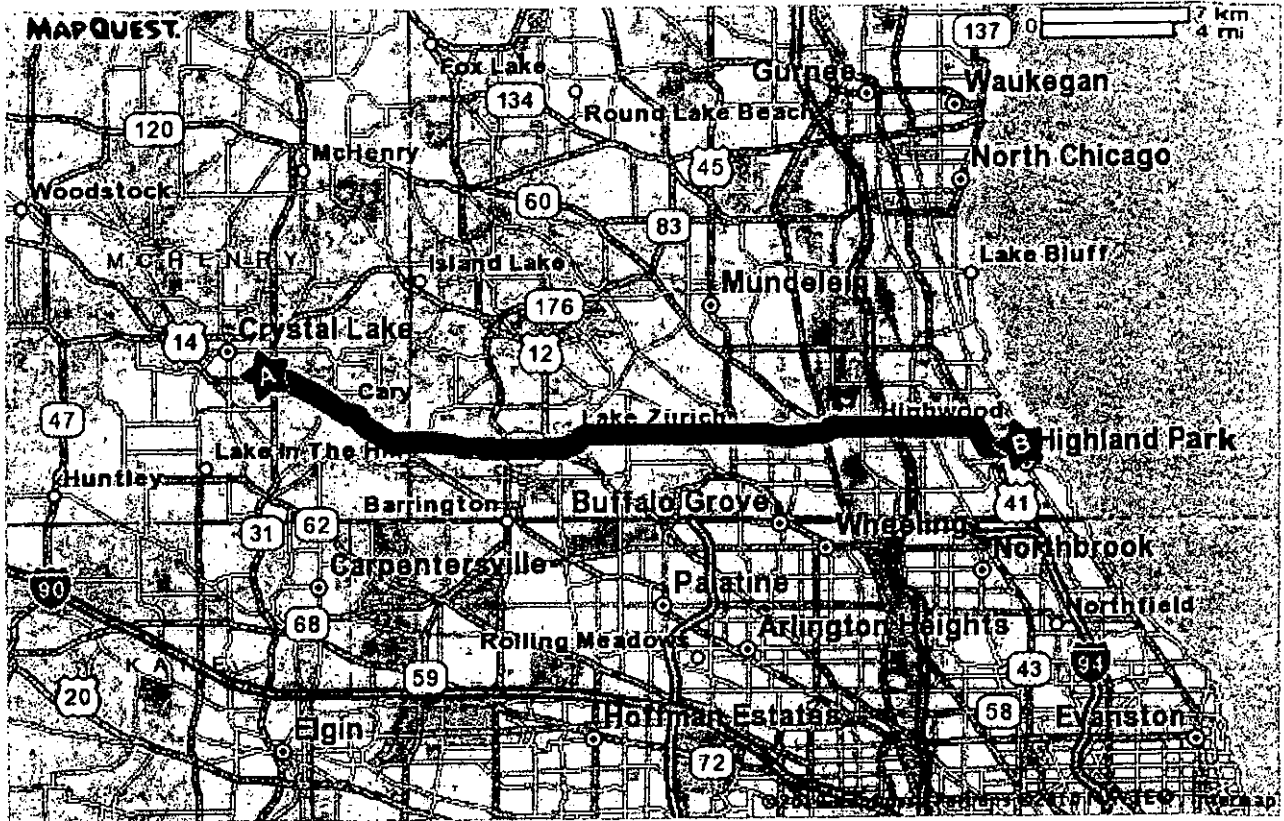 MAPQUEST.
137
0
7 km
4 mi
Fox Lake
Gurnee
Waukegan
134
Round Lake Beach
120
McHenry
45
North Chicago
Woodstock
60
83
MCHENRY
Island Lake
Lake Bluff
Mundelein
176
14
Crystal Lake
12
A
Cary
47
Lake Zurich
Highwood
B
Highland Park
Lake In The
Huntley
Barrington
Buffalo Grove
41
31
62
Wheeling
Northbrook
90
Carpentersville
Palatine
68
Northfield
Rolling Meadows
Arlington Heights
KANE
59
43
94
20
58
Hoffman Estates
Evanston
Elgin
72